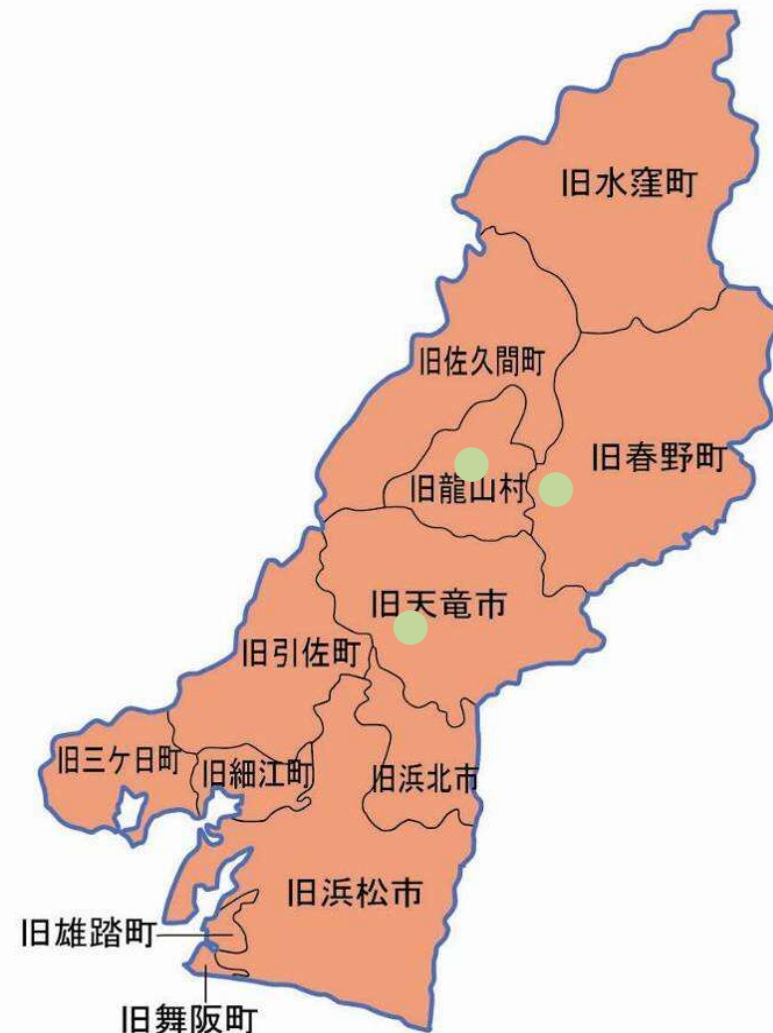 旧水窪町
旧佐久間町
旧春野町
旧龍山村
旧天竜市
旧引佐町
旧三ケ日町
旧細江町
旧浜北市
旧浜松市
旧雄踏町
旧舞阪町